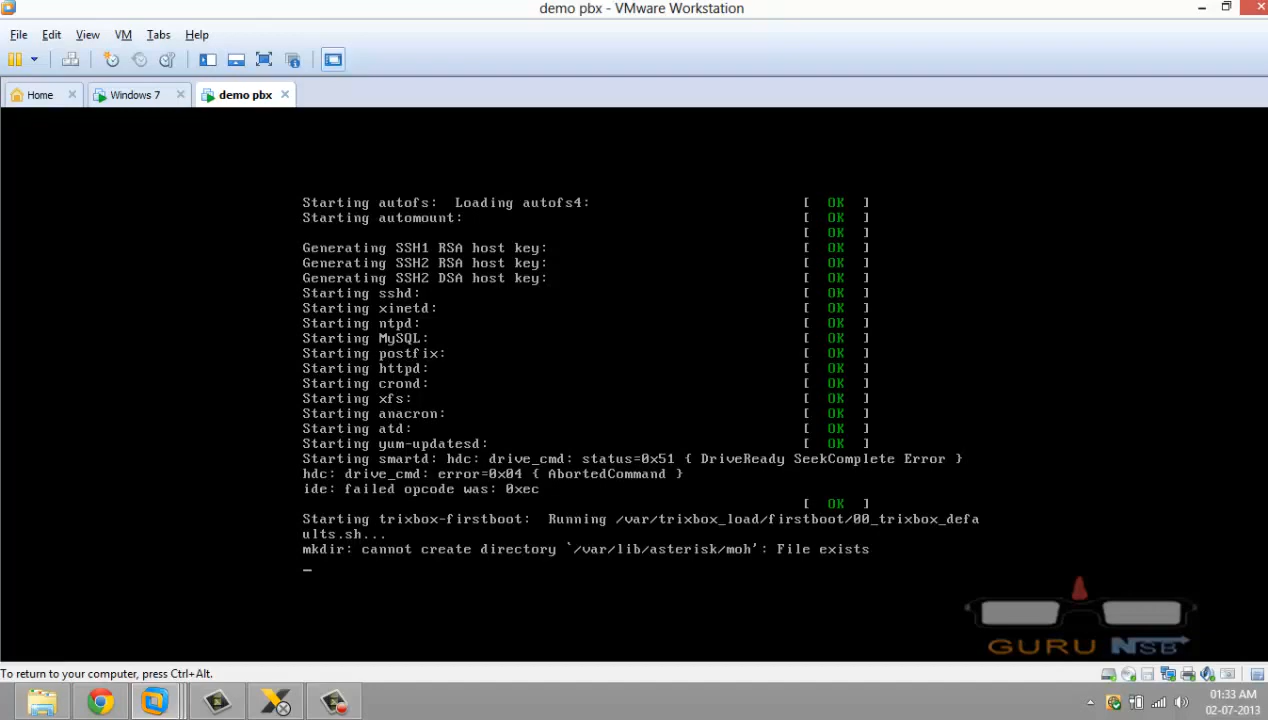 demo pbx - VMware Workstation
File Edit View VM Tabs Help
Home Windows 7 demo pbx
Starting autofs: Loading autofs4: [ OK ]
Starting automount: [ OK ]
[ OK ]
Generating SSH1 RSA host key: [ OK ]
Generating SSH2 RSA host key: [ OK ]
Generating SSH2 DSA host key: [ OK ]
Starting sshd: [ OK ]
Starting xinetd: [ OK ]
Starting ntpd: [ OK ]
Starting MySQL: [ OK ]
Starting postfix: [ OK ]
Starting httpd: [ OK ]
Starting crond: [ OK ]
Starting xfs: [ OK ]
Starting anacron: [ OK ]
Starting atd: [ OK ]
Starting yum-updatesd: [ OK ]
Starting smartd: hdc: drive_cmd: status=0x51 { DriveReady SeekComplete Error }
hdc: drive_cmd: error=0x04 { AbortedCommand }
ide: failed opcode was: 0xec
[ OK ]
Starting trixbox-firstboot: Running /var/trixbox_load/firstboot/00_trixbox_defa
ults.sh...
mkdir: cannot create directory `/var/lib/asterisk/moh': File exists
_
GURU NSB
To return to your computer, press Ctrl+Alt.
01:33 AM
02-07-2013